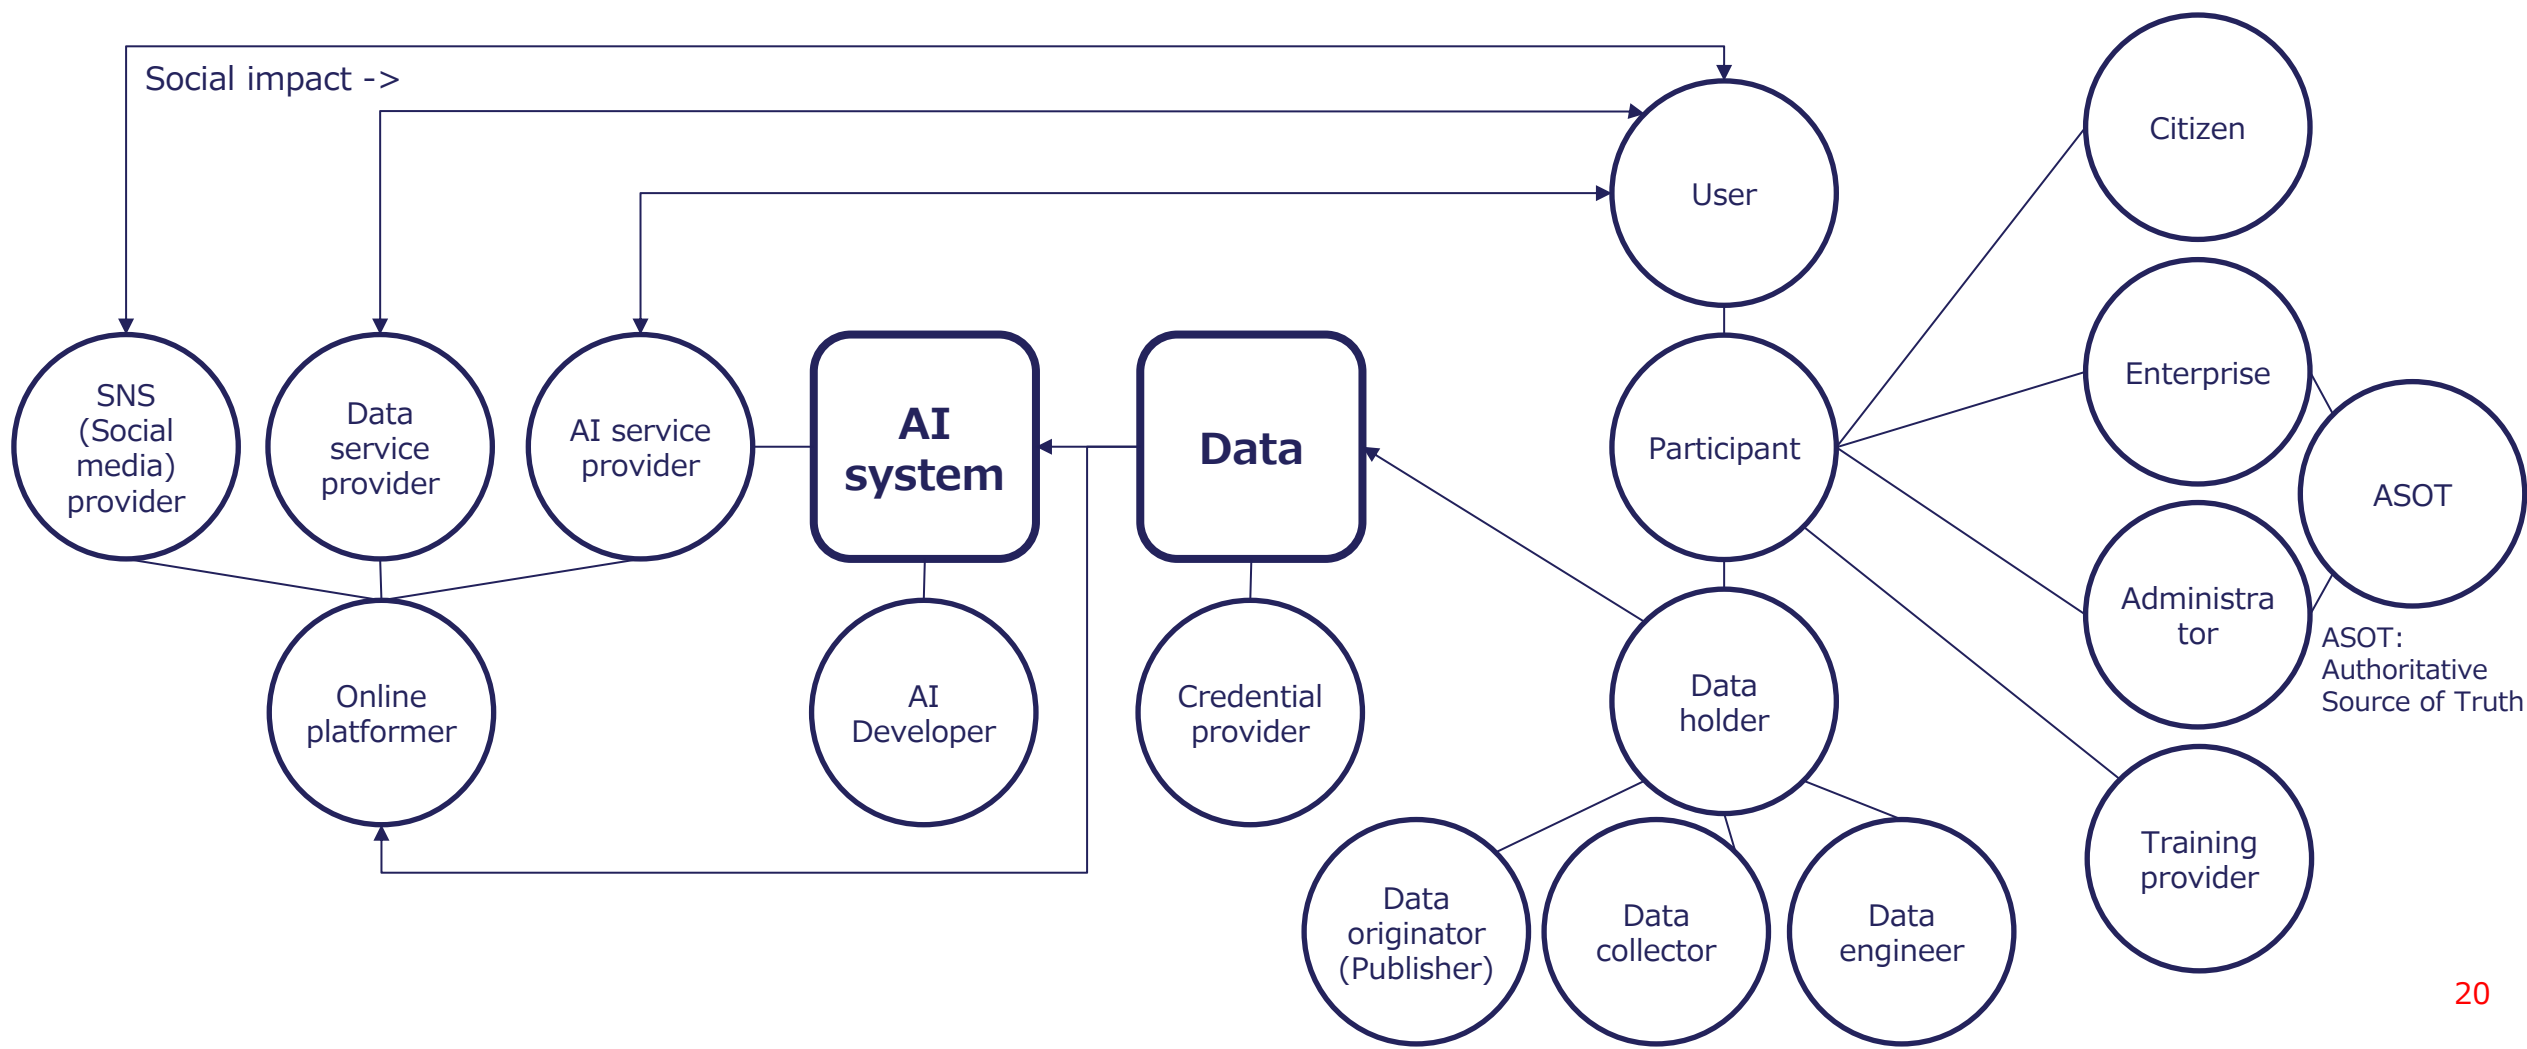 Social impact ->
User
Citizen
Enterprise
SNS
(Social
media)
provider
Data
service
provider
AI service
provider
AI
system
Data
Participant
ASOT
Administra
tor
ASOT:
Authoritative
Source of Truth
Online
platformer
AI
Developer
Credential
provider
Data
holder
Training
provider
Data
originator
(Publisher)
Data
collector
Data
engineer
20